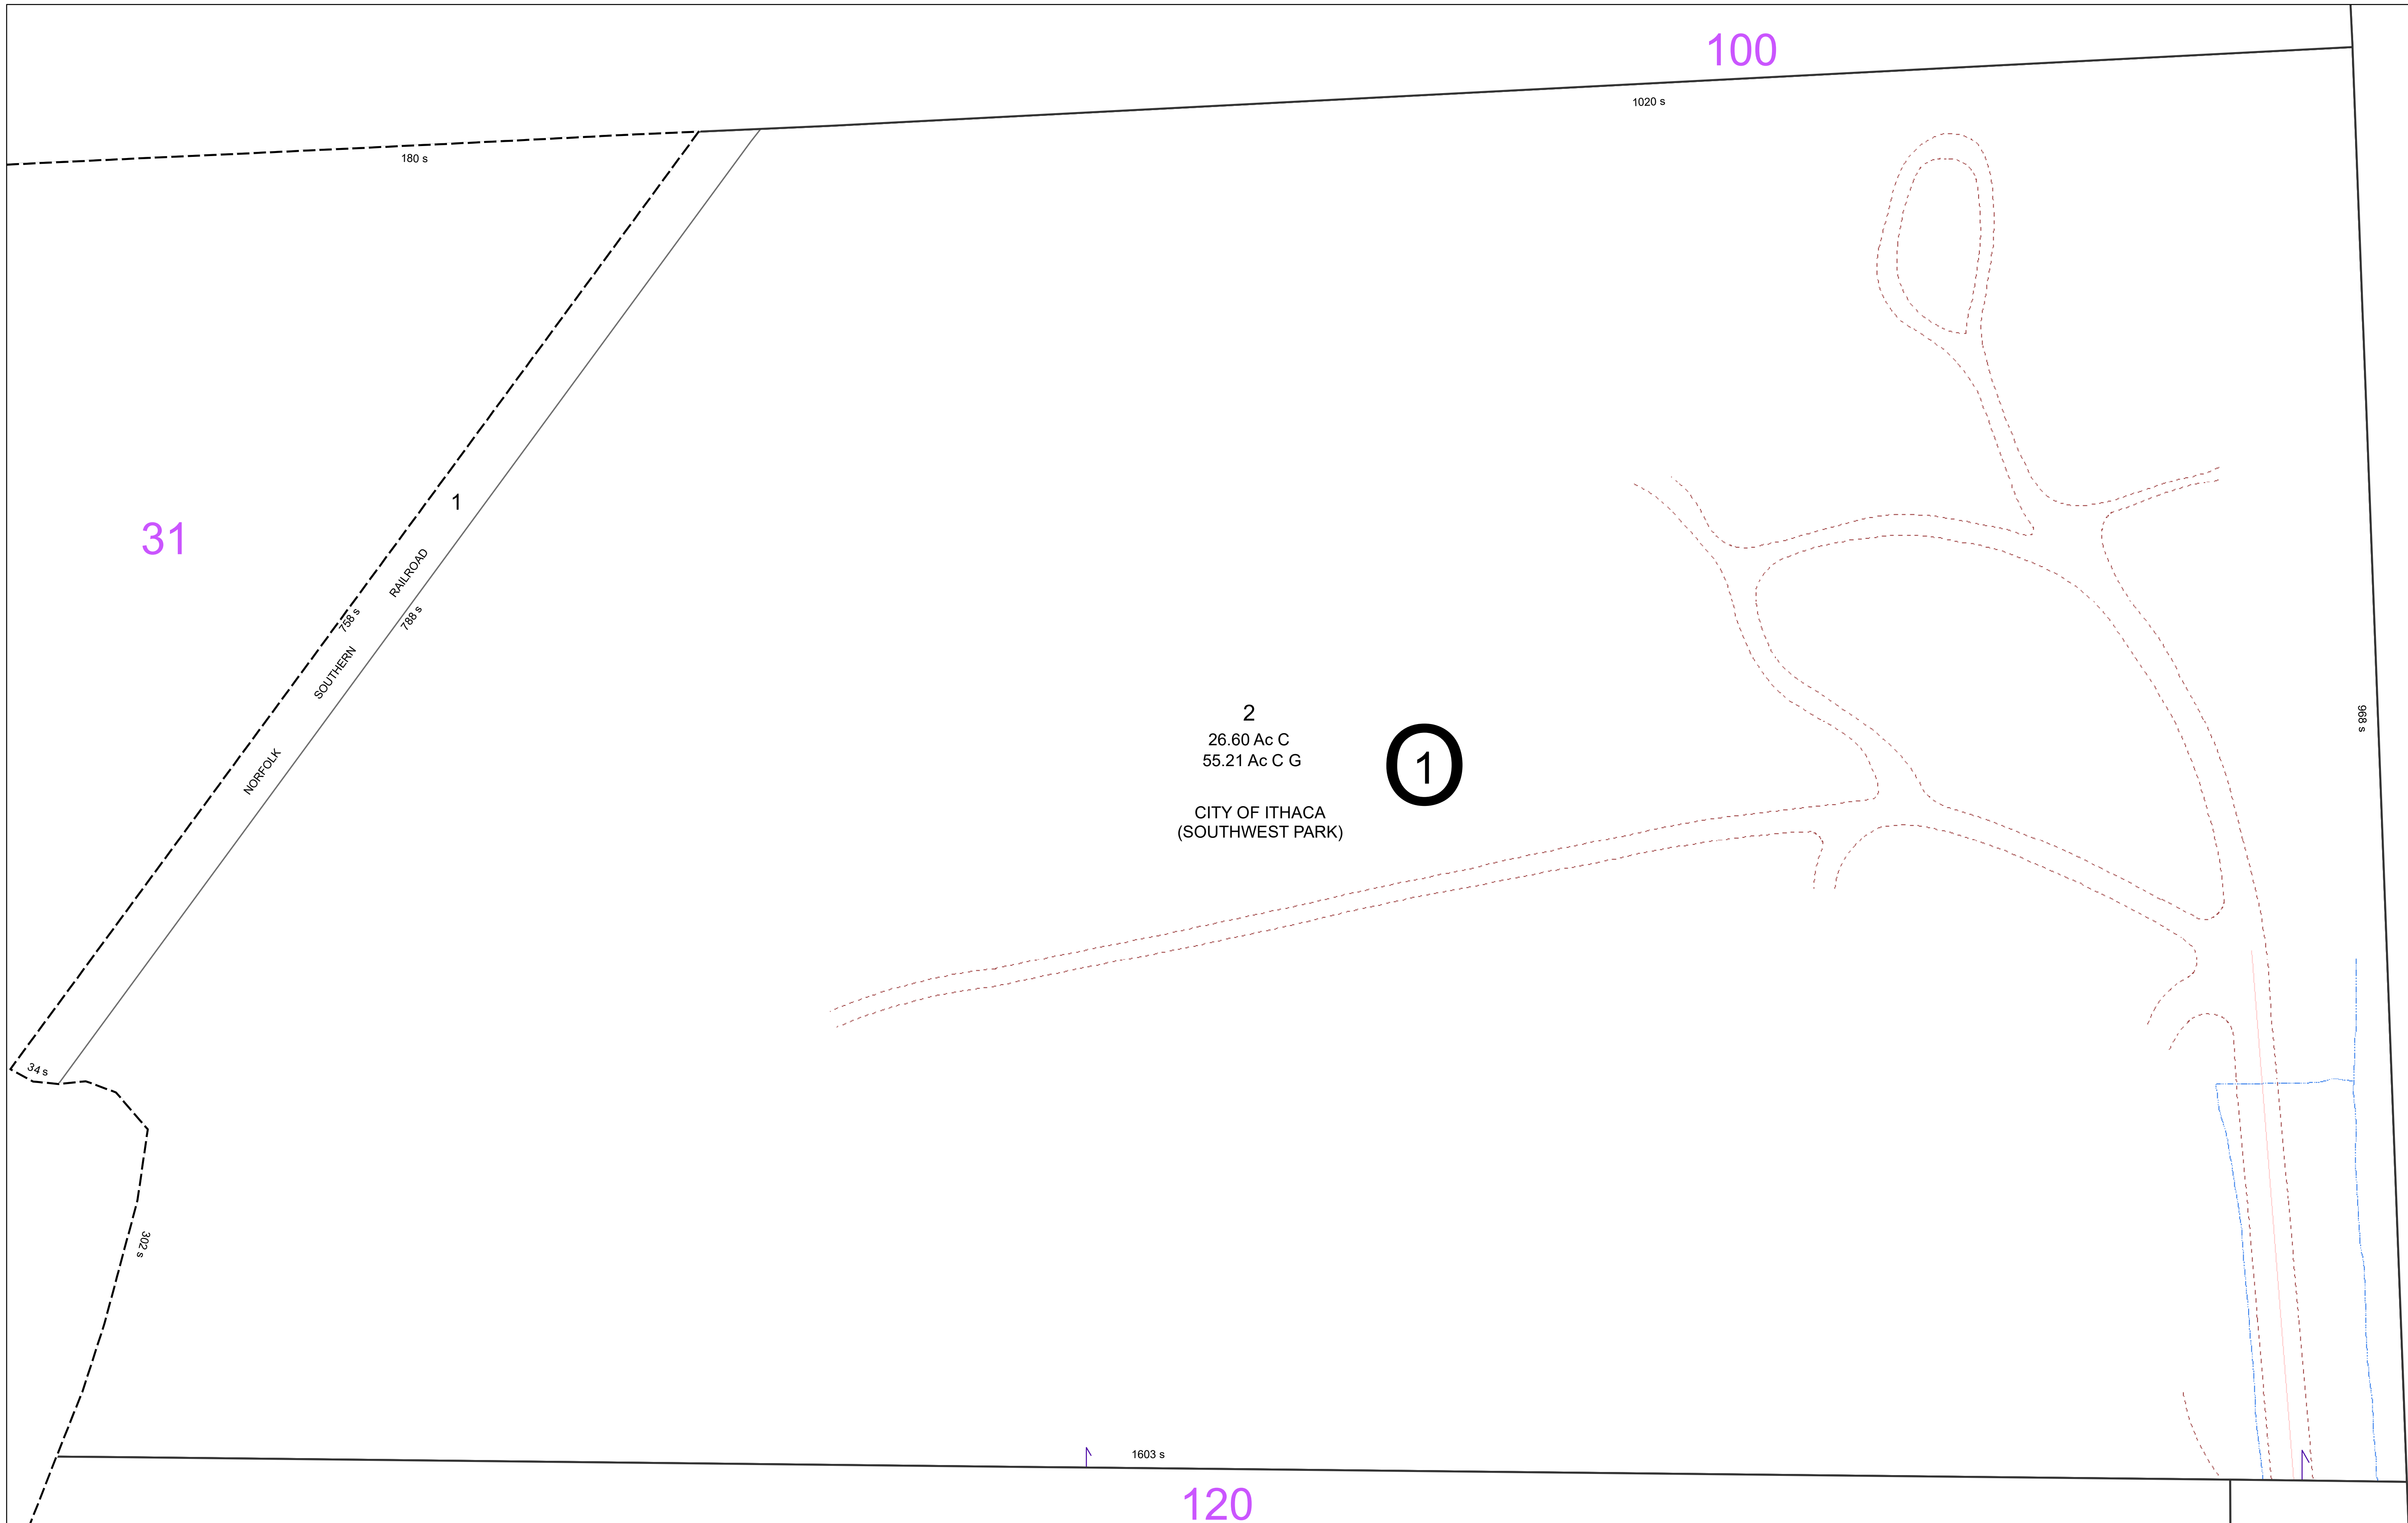 100
1020 s
180 s
1
31
RAILROAD
758 s
788 s
SOUTHERN
NORFOLK
2
26.60 Ac C
55.21 Ac C G
1
CITY OF ITHACA
(SOUTHWEST PARK)
968 s
34 s
302 s
1603 s
120